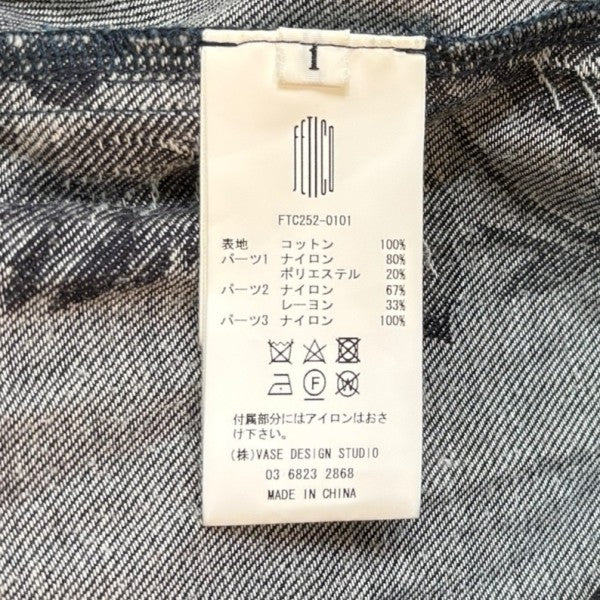 1
FETICO
FTC252-0101
表地 コットン 100%
パーツ1 ナイロン 80%
ポリエステル 20%
パーツ2 ナイロン 67%
レーヨン 33%
パーツ3 ナイロン 100%
F W
付属部分にはアイロンはおさ
け下さい。
(株)VASE DESIGN STUDIO
03 6823 2868
MADE IN CHINA